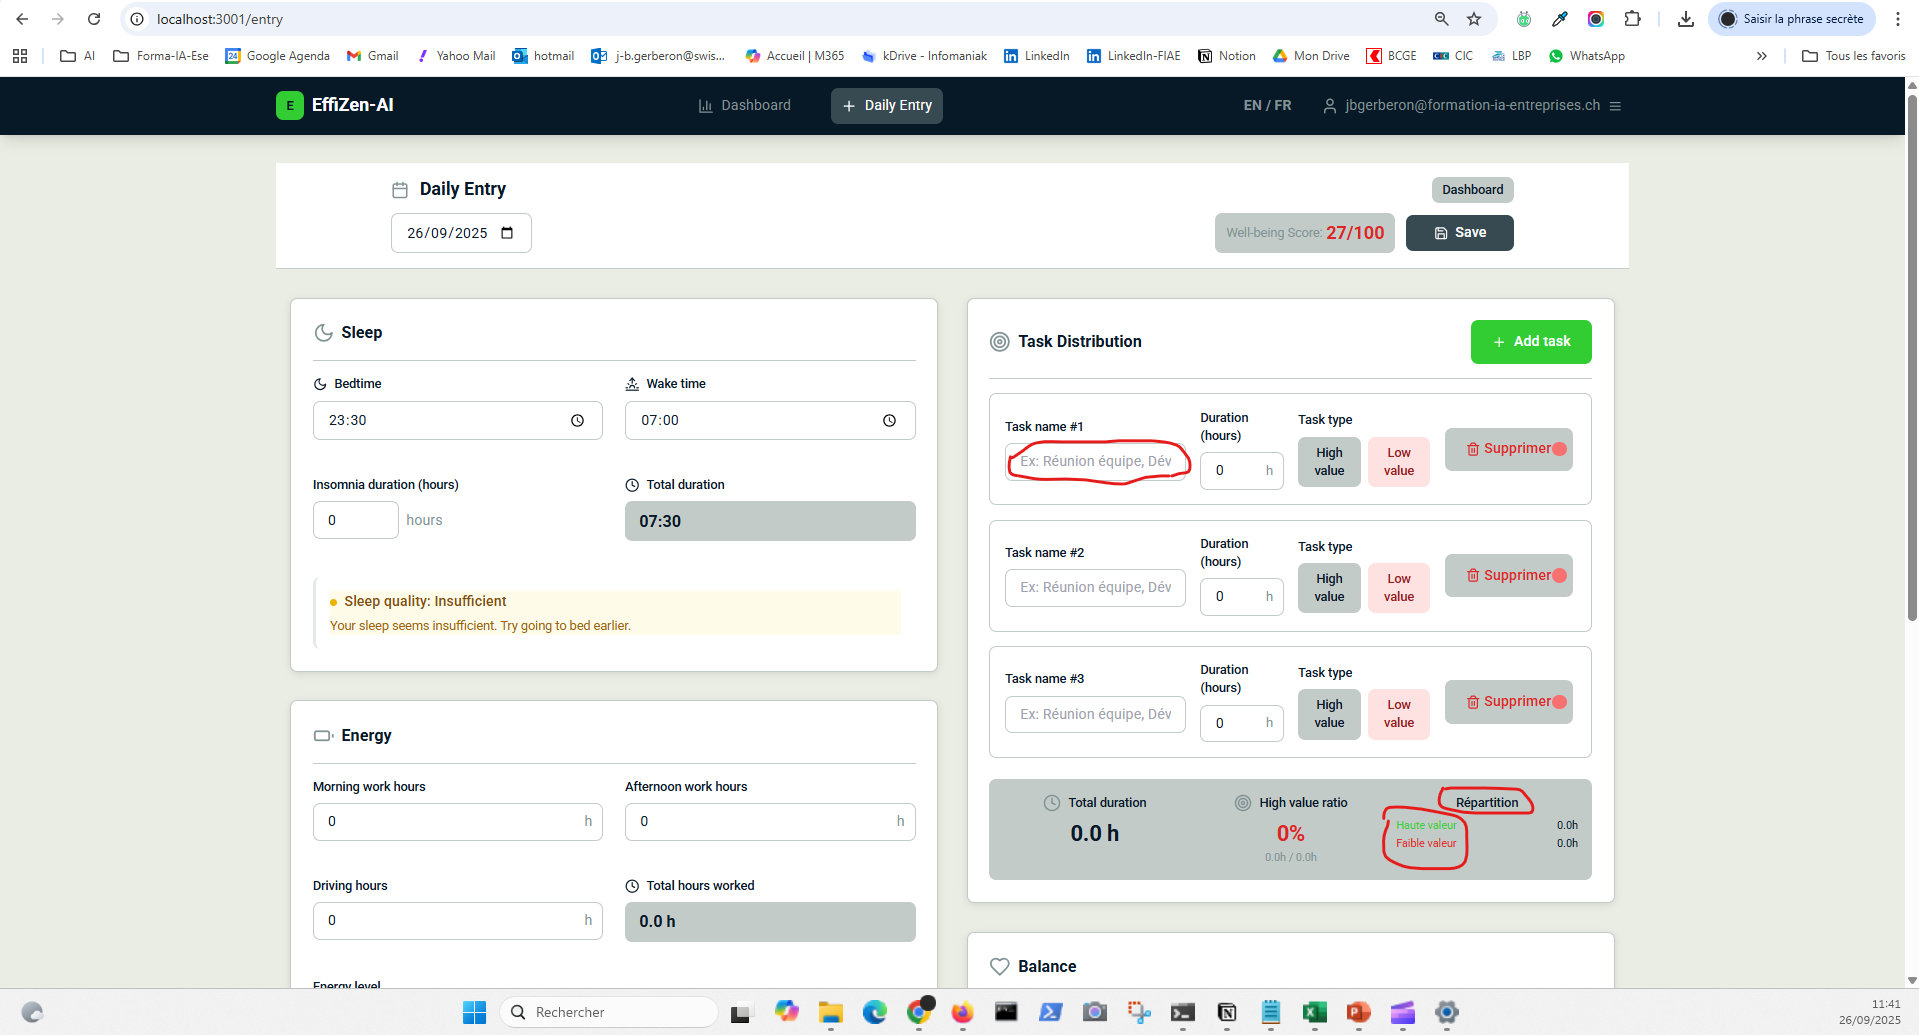 localhost:3001/entry
Saisir la phrase secrète
AI
Forma-IA-Ese
Google Agenda
Gmail
Yahoo Mail
hotmail
j-b.gerberon@swis...
Accueil | M365
kDrive - Infomaniak
LinkedIn
LinkedIn-FIAE
Notion
Mon Drive
BCGE
CIC
LBP
WhatsApp
Tous les favoris
E EffiZen-AI
Dashboard
+ Daily Entry
EN / FR
jbgerberon@formation-ia-entreprises.ch
Daily Entry
Dashboard
26/09/2025
Well-being Score: 27/100
Save
Sleep
Bedtime
Wake time
23:30
07:00
Insomnia duration (hours)
Total duration
0 hours
07:30
Sleep quality: Insufficient
Your sleep seems insufficient. Try going to bed earlier.
Energy
Morning work hours
Afternoon work hours
0 h
0 h
Driving hours
Total hours worked
0 h
0.0 h
Energy level
Task Distribution
+ Add task
Task name #1
Duration
(hours)
Task type
Ex: Réunion équipe, Dév
0 h
High
value
Low
value
Supprimer
Task name #2
Duration
(hours)
Task type
Ex: Réunion équipe, Dév
0 h
High
value
Low
value
Supprimer
Task name #3
Duration
(hours)
Task type
Ex: Réunion équipe, Dév
0 h
High
value
Low
value
Supprimer
Total duration
0.0 h
High value ratio
0%
0.0h / 0.0h
Répartition
Haute valeur 0.0h
Faible valeur 0.0h
Balance
Rechercher
11:41
26/09/2025